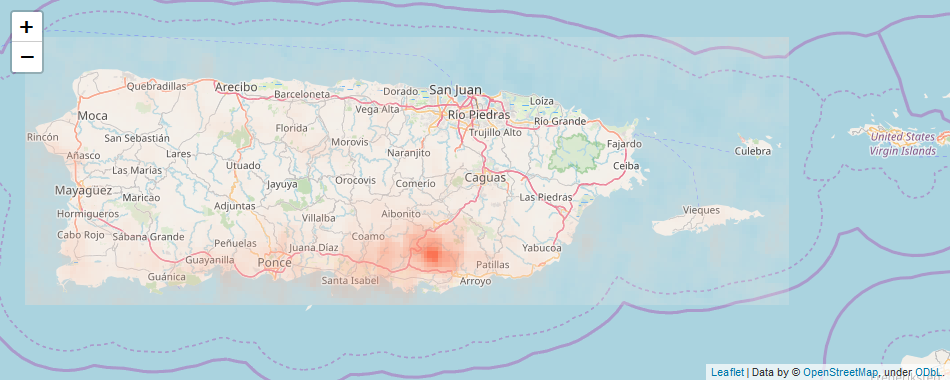 +
−
Quebradillas
Arecibo
Barceloneta
Dorado
San Juan
Loíza
Moca
Vega Alta
Río Piedras
Río Grande
Florida
Trujillo Alto
Rincón
San Sebastián
Morovis
Fajardo
United States
Virgin Islands
Añasco
Lares
Naranjito
Culebra
Utuado
Ceiba
Las Marías
Caguas
Mayagüez
Jayuya
Orocovis
Comerio
Maricao
Las Piedras
Adjuntas
Hormigueros
Villalba
Aibonito
Vieques
Cabo Rojo
Sábana Grande
Peñuelas
Coamo
Juana Díaz
Yabucoa
Guayanilla
Ponce
Patillas
Guánica
Santa Isabel
Arroyo
Leaflet | Data by © OpenStreetMap, under ODbL.